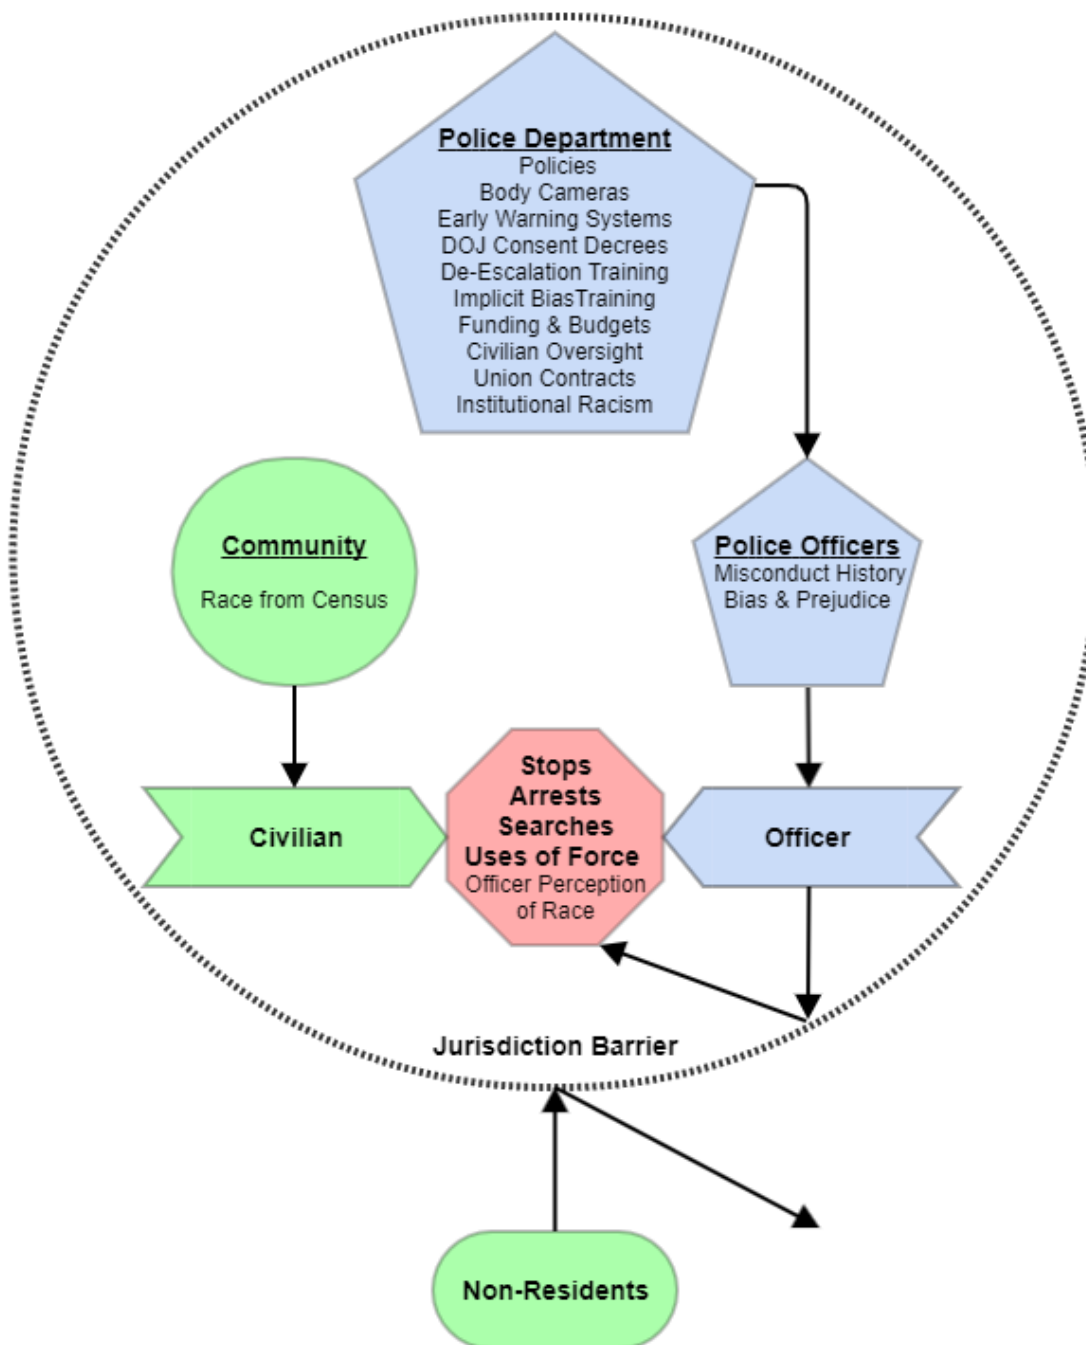 Police Department
Policies
Body Cameras
Early Warning Systems
DOJ Consent Decrees
De-Escalation Training
Implicit BiasTraining
Funding & Budgets
Civilian Oversight
Union Contracts
Institutional Racism
Community
Race from Census
Police Officers
Misconduct History
Bias & Prejudice
Civilian
Stops
Arrests
Searches
Uses of Force
Officer Perception
of Race
Officer
Jurisdiction Barrier
Non-Residents